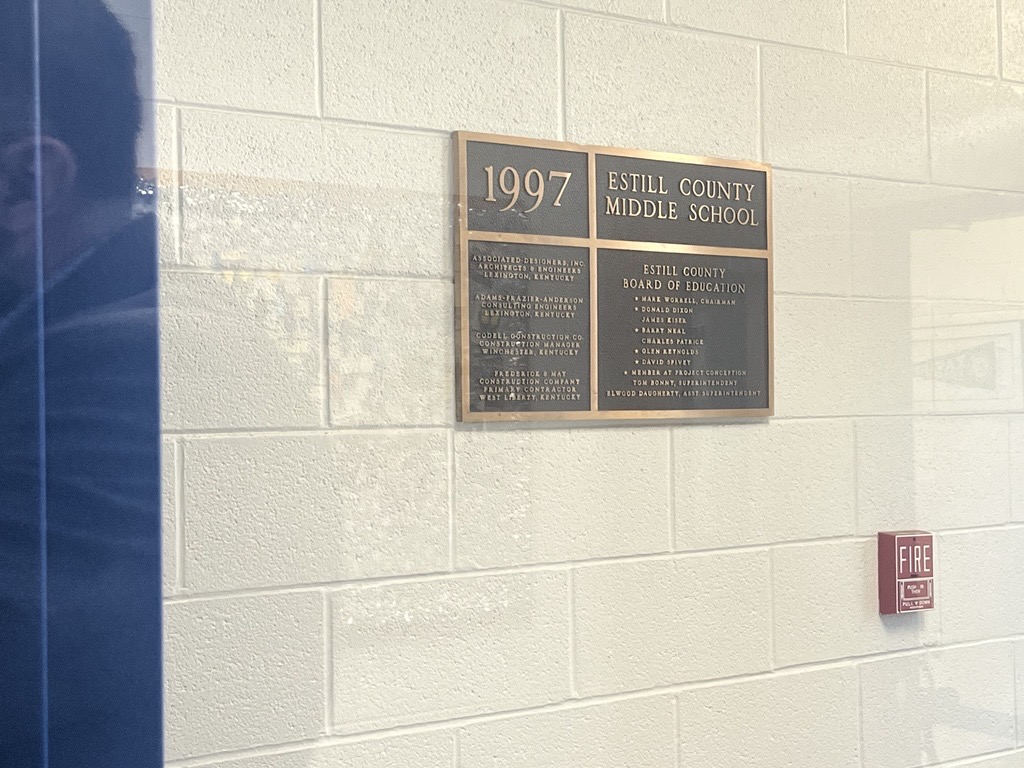 1997
ESTILL COUNTY
MIDDLE SCHOOL
ASSOCIATED DESIGNERS, INC.
ARCHITECTS & ENGINEERS
LEXINGTON, KENTUCKY
ADAMS-FRAZIER-ANDERSON
CONSULTING ENGINEERS
LEXINGTON, KENTUCKY
CODELL CONSTRUCTION CO.
CONSTRUCTION MANAGER
WINCHESTER, KENTUCKY
FREDERICK & MAY
CONSTRUCTION COMPANY
PRIMARY CONTRACTOR
WEST LIBERTY, KENTUCKY
ESTILL COUNTY
BOARD OF EDUCATION
★ MARK WORRELL, CHAIRMAN
★ DONALD DIXON
JAMES KISER
★ BARRY NEAL
CHARLES PATRICK
★ GLEN REYNOLDS
★ DAVID SPIVEY
★ MEMBER AT PROJECT CONCEPTION
TOM BONNY, SUPERINTENDENT
ELWOOD DAUGHERTY, ASST. SUPERINTENDENT
FIRE
PUSH IN
THEN
PULL DOWN